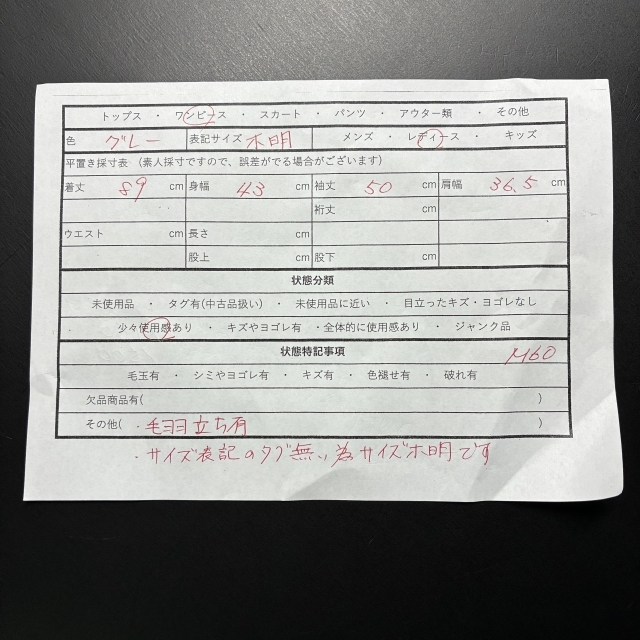 トップス ・ ワンピース ・ スカート ・ パンツ ・ アウター類 ・ その他
色 グレー 表記サイズ 不明 メンズ ・ レディース ・ キッズ
平置き採寸表 (素人採寸ですので、誤差がでる場合がございます)
着丈 89 cm 身幅 43 cm 袖丈 50 cm 肩幅 36.5 cm
裄丈 cm
ウエスト cm 長さ cm
股上 cm 股下 cm
状態分類
未使用品 ・ タグ有(中古品扱い) ・ 未使用品に近い ・ 目立ったキズ・ヨゴレなし
少々使用感あり ・ キズやヨゴレ有 ・全体的に使用感あり ・ ジャンク品
状態特記事項 M60
毛玉有 ・ シミやヨゴレ有 ・ キズ有 ・ 色褪せ有 ・ 破れ有
欠品商品有( )
その他( ・毛羽立ち有 )
・サイズ表記のタグ無い為サイズ不明です